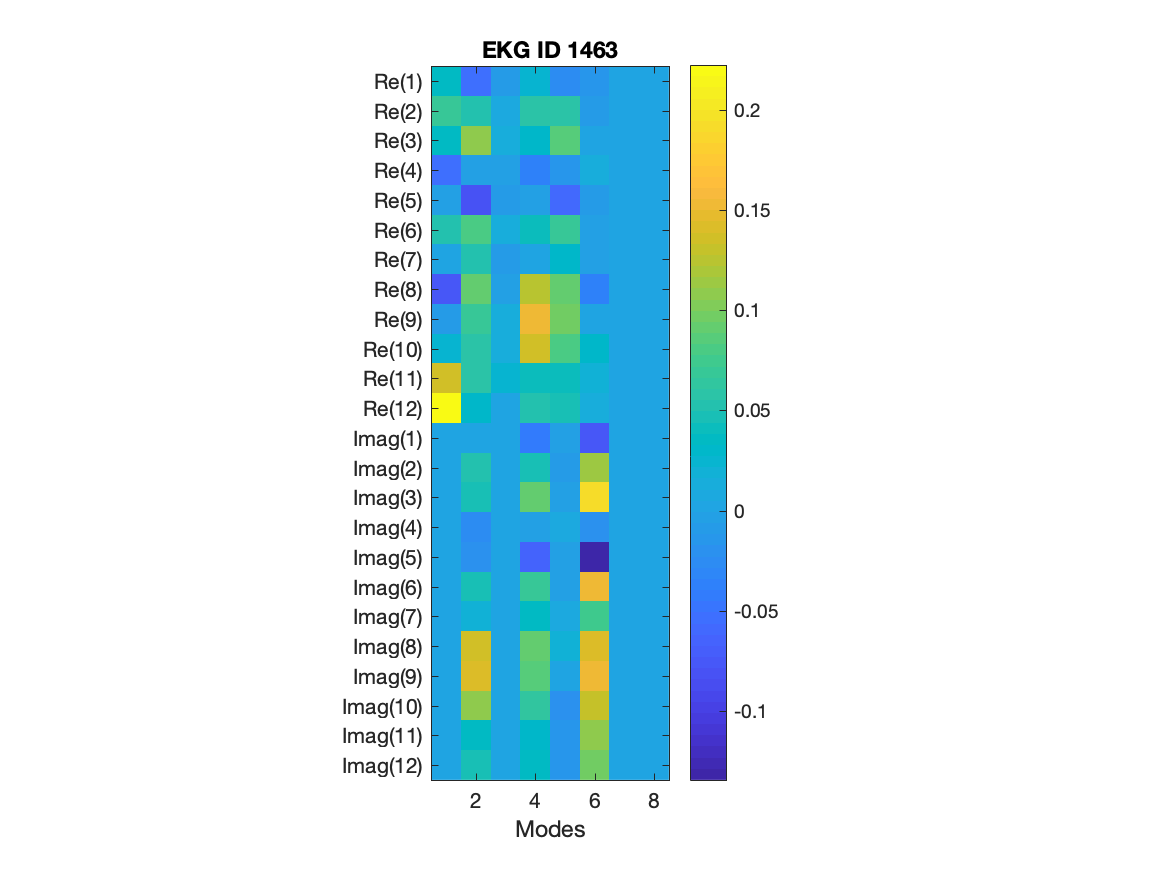 EKG ID 1463
Re(1)
Re(2)
Re(3)
Re(4)
Re(5)
Re(6)
Re(7)
Re(8)
Re(9)
Re(10)
Re(11)
Re(12)
Imag(1)
Imag(2)
Imag(3)
Imag(4)
Imag(5)
Imag(6)
Imag(7)
Imag(8)
Imag(9)
Imag(10)
Imag(11)
Imag(12)
2 4 6 8
Modes
0.2
0.15
0.1
0.05
0
-0.05
-0.1